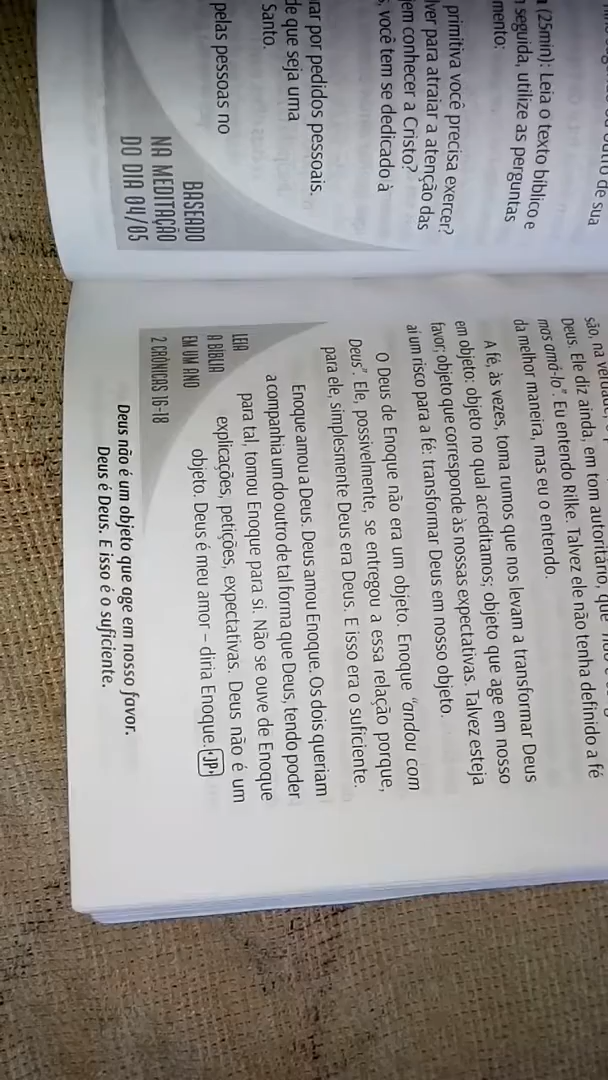 outro de sua
(25min): Leia o texto bíblico e
seguida, utilize as perguntas
mento:
primitiva você precisa exercer?
lver para atraiar a atenção das
em conhecer a Cristo?
, você tem se dedicado à
rar por pedidos pessoais.
de que seja uma
Santo.
pelas pessoas no
BASEADO
NA MEDITAÇÃO
DO DIA 04/05
são, na verdade,
Deus. Ele diz ainda, em tom autoritário, que
mos amá-lo". Eu entendo Rilke. Talvez ele não tenha definido a fé
da melhor maneira, mas eu o entendo.
A fé, às vezes, toma rumos que nos levam a transformar Deus
em objeto: objeto no qual acreditamos; objeto que age em nosso
favor; objeto que corresponde às nossas expectativas. Talvez esteja
aí um risco para a fé: transformar Deus em nosso objeto.
O Deus de Enoque não era um objeto. Enoque "andou com
Deus". Ele, possivelmente, se entregou a essa relação porque,
para ele, simplesmente Deus era Deus. E isso era o suficiente.
Enoque amou a Deus. Deus amou Enoque. Os dois queriam
a companhia um do outro de tal forma que Deus, tendo poder
para tal, tomou Enoque para si. Não se ouve de Enoque
explicações, petições, expectativas. Deus não é um
objeto. Deus é meu amor – diria Enoque. JP
LEIA
A BÍBLIA
EM UM ANO
2 CRÔNICAS 16-18
Deus não é um objeto que age em nosso favor.
Deus é Deus. E isso é o suficiente.